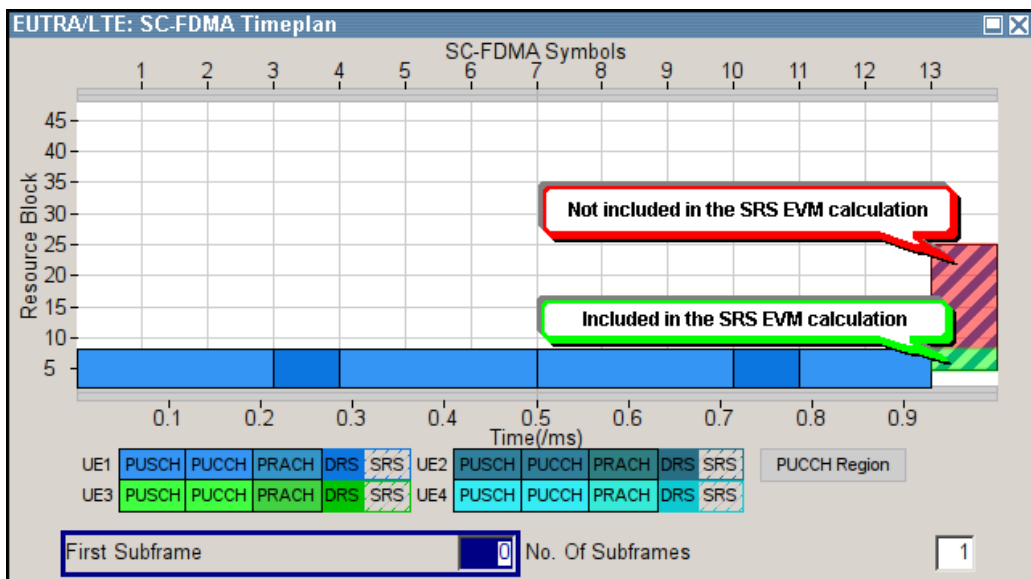 EUTRA/LTE: SC-FDMA Timeplan
SC-FDMA Symbols
1 2 3 4 5 6 7 8 9 10 11 12 13
45
40
35
30
25
20
15
10
5
Resource Block
Not included in the SRS EVM calculation
Included in the SRS EVM calculation
0.1 0.2 0.3 0.4 0.5 0.6 0.7 0.8 0.9
Time(/ms)
UE1 PUSCH PUCCH PRACH DRS SRS UE2 PUSCH PUCCH PRACH DRS SRS PUCCH Region
UE3 PUSCH PUCCH PRACH DRS SRS UE4 PUSCH PUCCH PRACH DRS SRS
First Subframe 0 No. Of Subframes 1